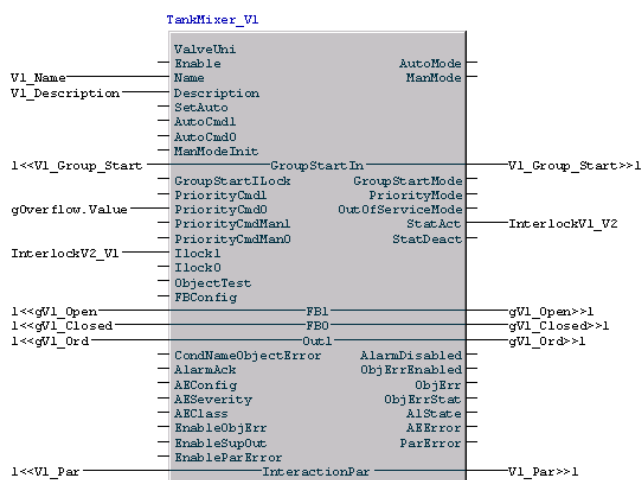 TankMixer_V1
ValveUni
Enable AutoMode
V1_Name Name ManMode
V1_Description Description
SetAuto
AutoCmd1
AutoCmd0
ManModeInit
1<<V1_Group_Start GroupStartIn V1_Group_Start>>1
GroupStartILock GroupStartMode
PriorityCmd1 PriorityMode
gOverflow.Value PriorityCmd0 OutOfServiceMode
PriorityCmdMan1 StatAct InterlockV1_V2
PriorityCmdMan0 StatDeact
InterlockV2_V1 Ilock1
Ilock0
ObjectTest
FBConfig
1<<gV1_Open FB1 gV1_Open>>1
1<<gV1_Closed FB0 gV1_Closed>>1
1<<gV1_Ord Out1 gV1_Ord>>1
CondNameObjectError AlarmDisabled
AlarmAck ObjErrEnabled
AEConfig ObjErr
AESeverity ObjErrStat
AEClass AlState
EnableObjErr AEError
EnableSupOut ParError
EnableParError
1<<V1_Par InteractionPar V1_Par>>1